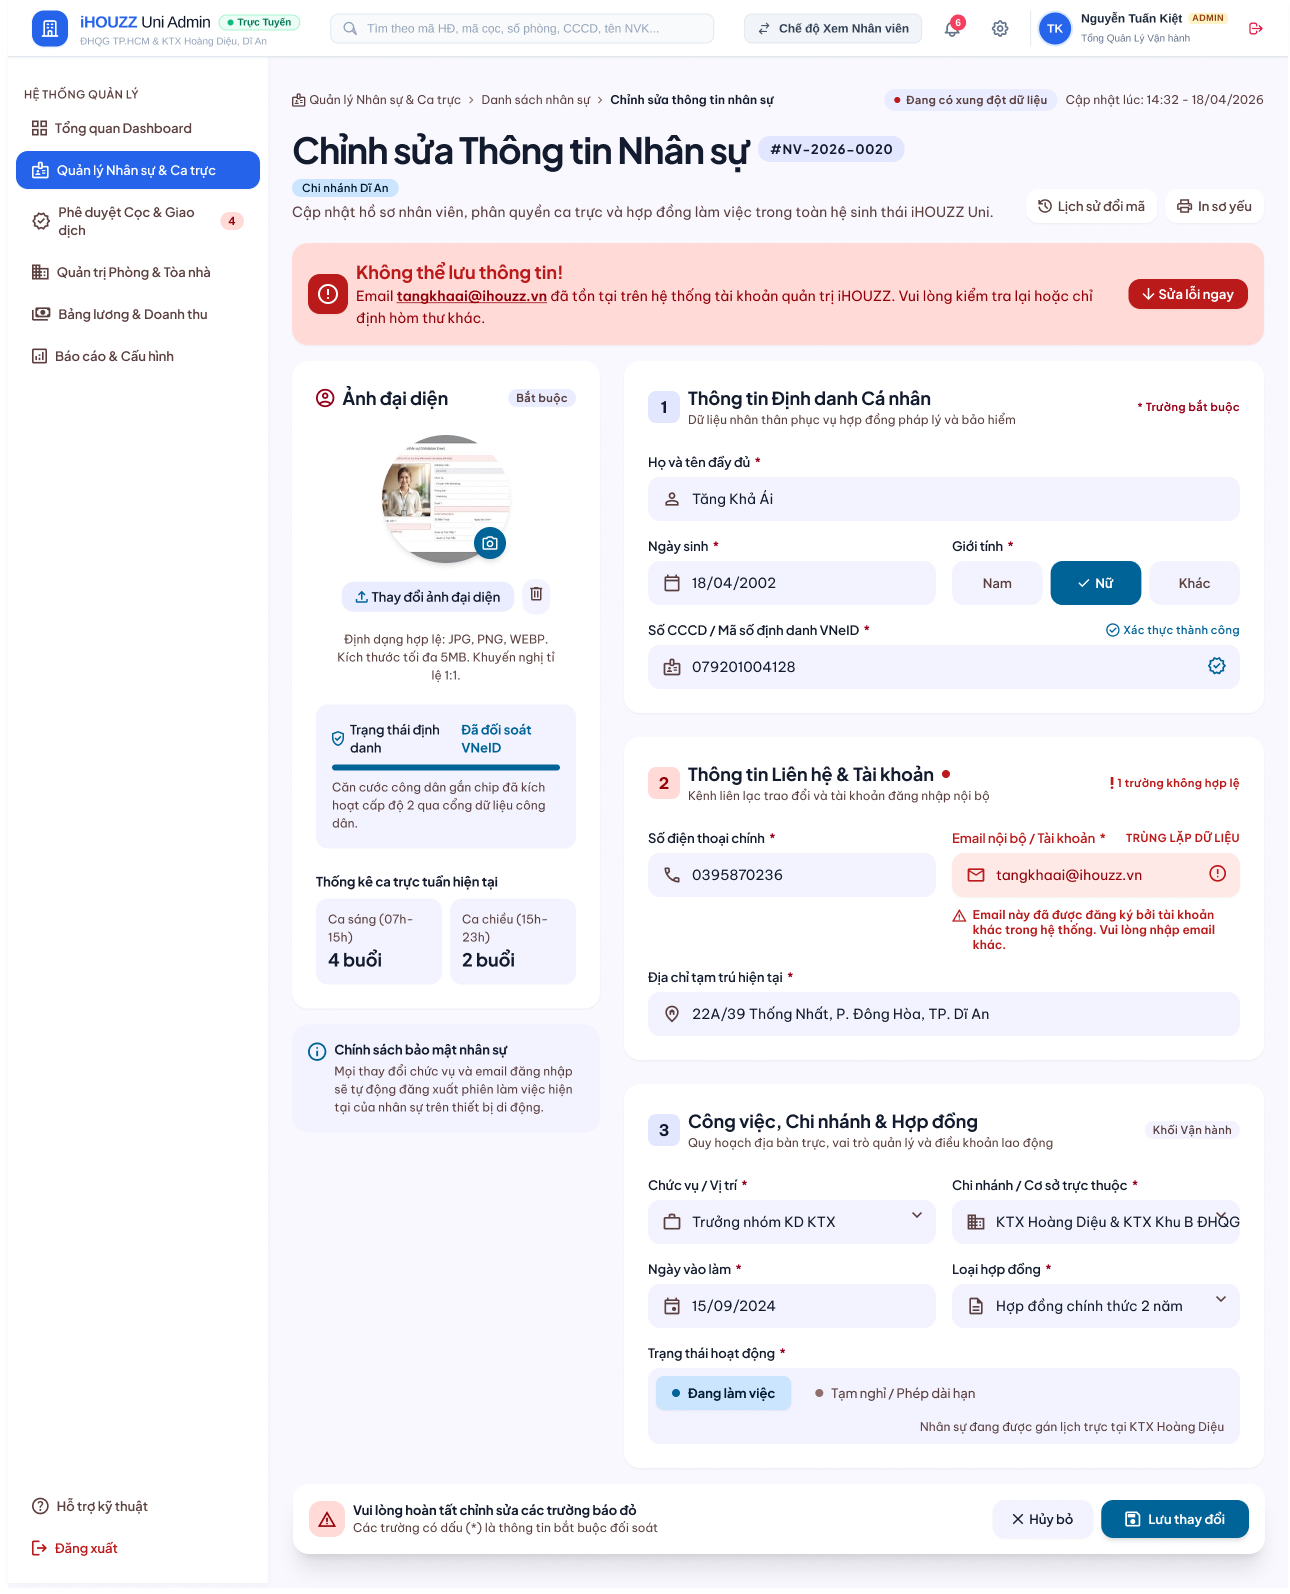 iHOUZZ Uni Admin
Trực Tuyến
ĐHQG TP.HCM & KTX Hoàng Diệu, Dĩ An
Tìm theo mã HĐ, mã cọc, số phòng, CCCD, tên NVK...
Chế độ Xem Nhân viên
6
TK
Nguyễn Tuấn Kiệt ADMIN
Tổng Quản Lý Vận hành
HỆ THỐNG QUẢN LÝ
Tổng quan Dashboard
Quản lý Nhân sự & Ca trực
Phê duyệt Cọc & Giao
dịch
4
Quản trị Phòng & Tòa nhà
Bảng lương & Doanh thu
Báo cáo & Cấu hình
Hỗ trợ kỹ thuật
Đăng xuất
Quản lý Nhân sự & Ca trực > Danh sách nhân sự > Chỉnh sửa thông tin nhân sự
Đang có xung đột dữ liệu
Cập nhật lúc: 14:32 - 18/04/2026
Chỉnh sửa Thông tin Nhân sự
#NV-2026-0020
Chi nhánh Dĩ An
Cập nhật hồ sơ nhân viên, phân quyền ca trực và hợp đồng làm việc trong toàn hệ sinh thái iHOUZZ Uni.
Lịch sử đổi mã
In sơ yếu
Không thể lưu thông tin!
Email tangkhaai@ihouzz.vn đã tồn tại trên hệ thống tài khoản quản trị iHOUZZ. Vui lòng kiểm tra lại hoặc chỉ
định hòm thư khác.
Sửa lỗi ngay
Ảnh đại diện
Bắt buộc
Thay đổi ảnh đại diện
Định dạng hợp lệ: JPG, PNG, WEBP.
Kích thước tối đa 5MB. Khuyến nghị tỉ
lệ 1:1.
Trạng thái định
danh
Đã đối soát
VNeID
Căn cước công dân gắn chip đã kích
hoạt cấp độ 2 qua cổng dữ liệu công
dân.
Thống kê ca trực tuần hiện tại
Ca sáng (07h-
15h)
4 buổi
Ca chiều (15h-
23h)
2 buổi
Chính sách bảo mật nhân sự
Mọi thay đổi chức vụ và email đăng nhập
sẽ tự động đăng xuất phiên làm việc hiện
tại của nhân sự trên thiết bị di động.
1
Thông tin Định danh Cá nhân
Dữ liệu nhân thân phục vụ hợp đồng pháp lý và bảo hiểm
* Trường bắt buộc
Họ và tên đầy đủ *
Tăng Khả Ái
Ngày sinh *
18/04/2002
Giới tính *
Nam
Nữ
Khác
Số CCCD / Mã số định danh VNeID *
Xác thực thành công
079201004128
2
Thông tin Liên hệ & Tài khoản
Kênh liên lạc trao đổi và tài khoản đăng nhập nội bộ
1 trường không hợp lệ
Số điện thoại chính *
0395870236
Email nội bộ / Tài khoản *
TRÙNG LẶP DỮ LIỆU
tangkhaai@ihouzz.vn
Email này đã được đăng ký bởi tài khoản
khác trong hệ thống. Vui lòng nhập email
khác.
Địa chỉ tạm trú hiện tại *
22A/39 Thống Nhất, P. Đông Hòa, TP. Dĩ An
3
Công việc, Chi nhánh & Hợp đồng
Quy hoạch địa bàn trực, vai trò quản lý và điều khoản lao động
Khối Vận hành
Chức vụ / Vị trí *
Trưởng nhóm KD KTX
Chi nhánh / Cơ sở trực thuộc *
KTX Hoàng Diệu & KTX Khu B ĐHQG
Ngày vào làm *
15/09/2024
Loại hợp đồng *
Hợp đồng chính thức 2 năm
Trạng thái hoạt động *
Đang làm việc
Tạm nghỉ / Phép dài hạn
Nhân sự đang được gán lịch trực tại KTX Hoàng Diệu
Vui lòng hoàn tất chỉnh sửa các trường báo đỏ
Các trường có dấu (*) là thông tin bắt buộc đối soát
Hủy bỏ
Lưu thay đổi